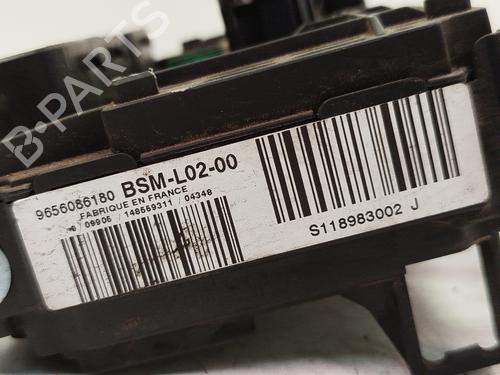 B-PARTS
9656086180 BSM-L02-00
FABRIQUE EN FRANCE
09906 / 148559311 / 04348
S118983002 J